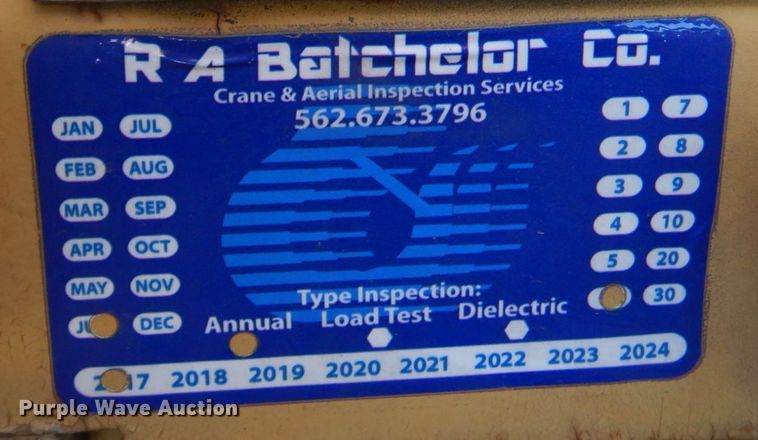 R A Batchelor Co.
Crane & Aerial Inspection Services
562.673.3796
JAN JUL
FEB AUG
MAR SEP
APR OCT
MAY NOV
DEC
1 7
2 8
3 9
4 10
5 20
30
Type Inspection:
Annual Load Test Dielectric
2018 2019 2020 2021 2022 2023 2024
Purple Wave Auction